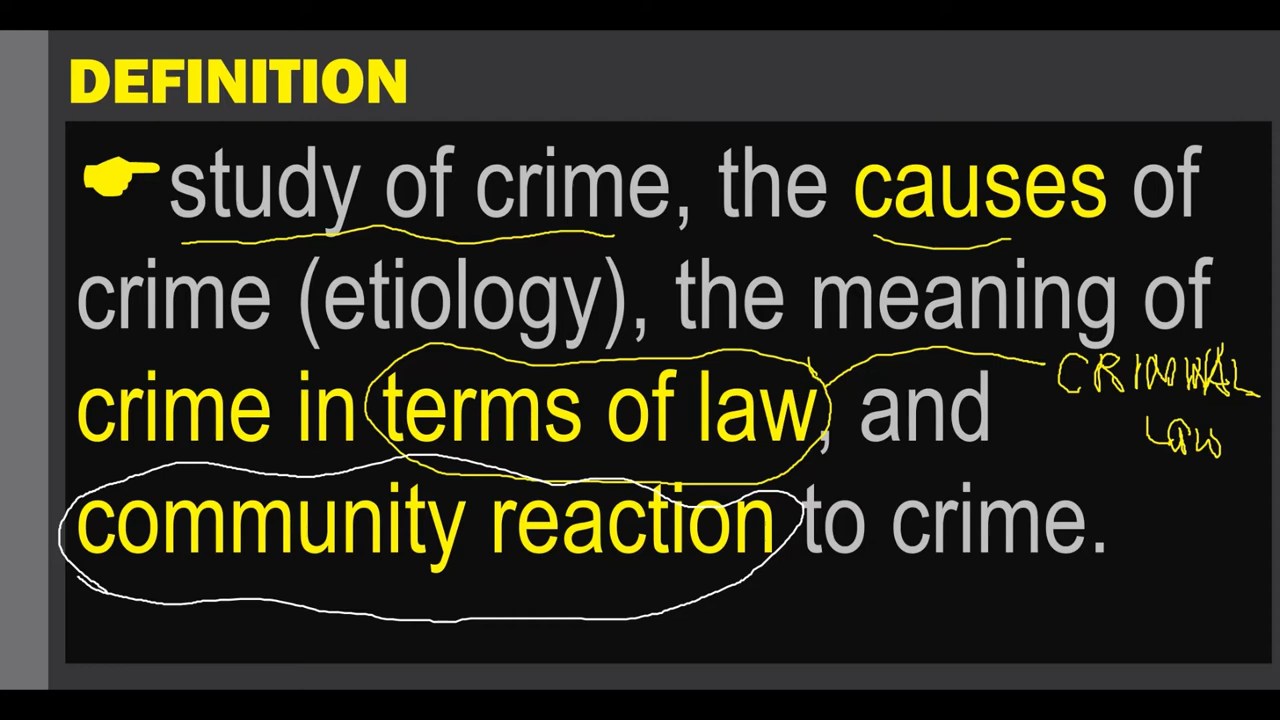 DEFINITION
study of crime, the causes of
crime (etiology), the meaning of
crime in terms of law, and
CRIMINAL
Law
community reaction to crime.